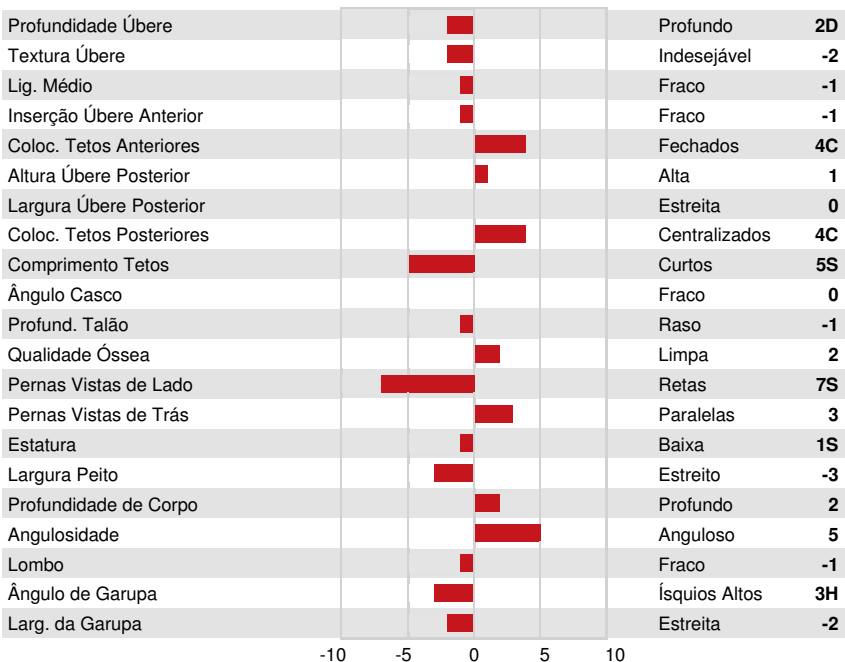 Profundidade Úbere Profundo 2D
Textura Úbere Indesejável -2
Lig. Médio Fraco -1
Inserção Úbere Anterior Fraco -1
Coloc. Tetos Anteriores Fechados 4C
Altura Úbere Posterior Alta 1
Largura Úbere Posterior Estreita 0
Coloc. Tetos Posteriores Centralizados 4C
Comprimento Tetos Curtos 5S
Ângulo Casco Fraco 0
Profund. Talão Raso -1
Qualidade Óssea Limpa 2
Pernas Vistas de Lado Retas 7S
Pernas Vistas de Trás Paralelas 3
Estatura Baixa 1S
Largura Peito Estreito -3
Profundidade de Corpo Profundo 2
Angulosidade Anguloso 5
Lombo Fraco -1
Ângulo de Garupa Ísquios Altos 3H
Larg. da Garupa Estreita -2
-10 -5 0 5 10